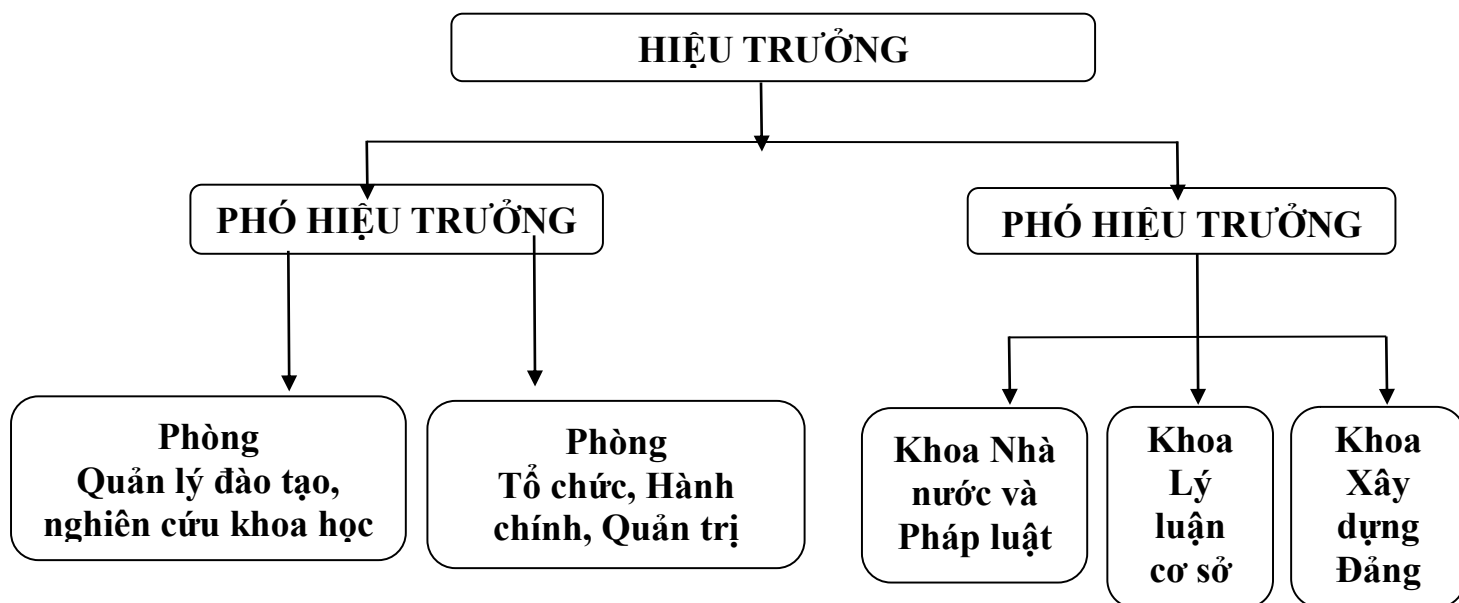 HIỆU TRƯỞNG
PHÓ HIỆU TRƯỞNG
PHÓ HIỆU TRƯỞNG
Phòng
Quản lý đào tạo,
nghiên cứu khoa học
Phòng
Tổ chức, Hành
chính, Quản trị
Khoa Nhà
nước và
Pháp luật
Khoa
Lý
luận
cơ sở
Khoa
Xây
dựng
Đảng